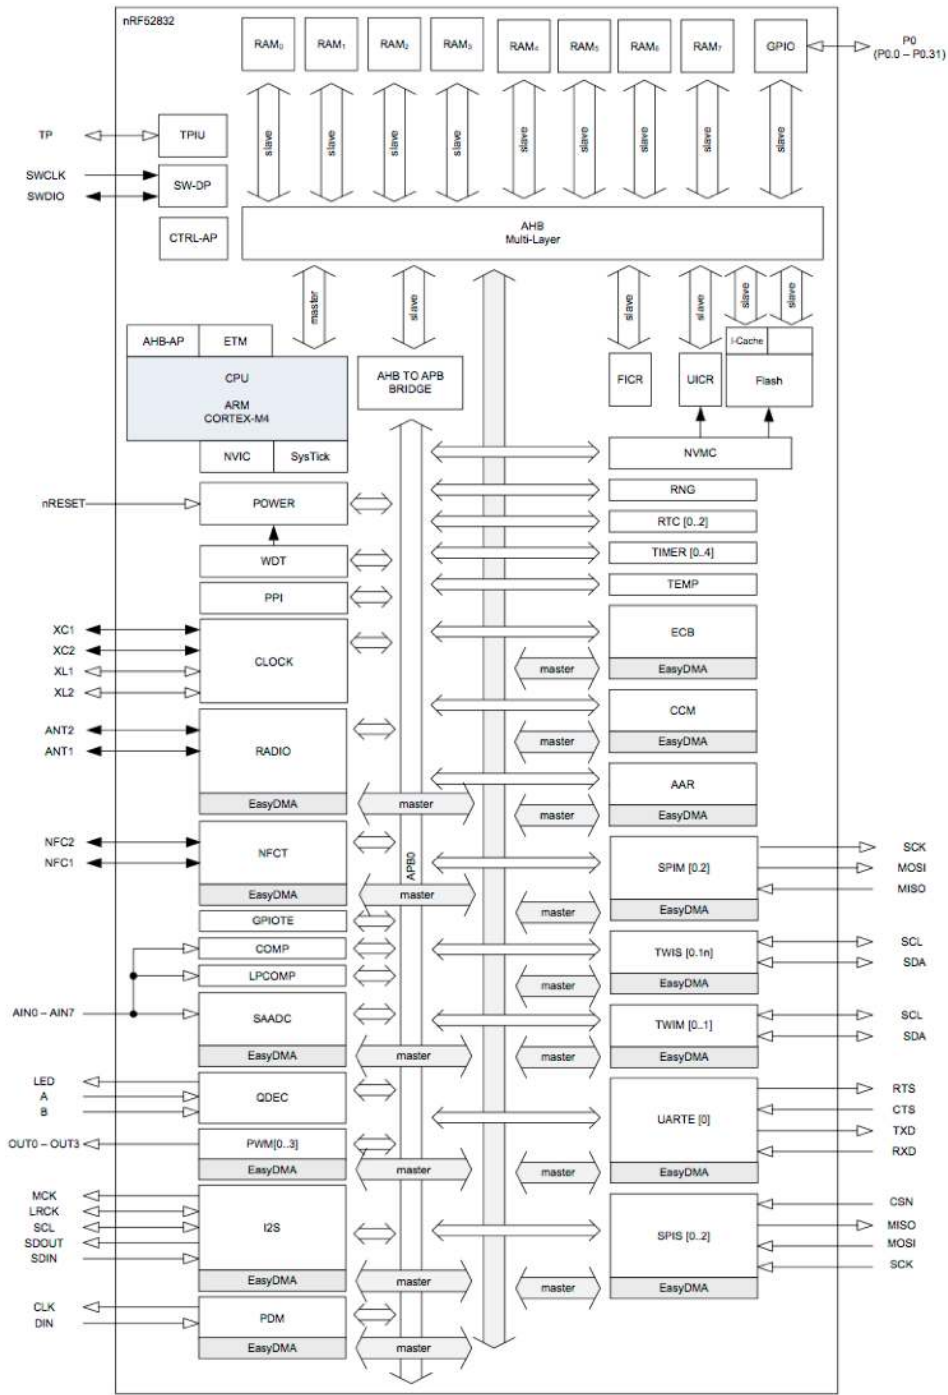 nRF52832
RAM0
RAM1
RAM2
RAM3
RAM4
RAM5
RAM6
RAM7
GPIO
P0
(P0.0 – P0.31)
slave
slave
slave
slave
slave
slave
slave
slave
slave
TP
TPIU
SWCLK
SWDIO
SW-DP
CTRL-AP
AHB
Multi-Layer
master
slave
slave
slave
slave
slave
AHB-AP
ETM
CPU
ARM
CORTEX-M4
NVIC
SysTick
AHB TO APB
BRIDGE
FICR
UICR
I-Cache
Flash
NVMC
nRESET
POWER
RNG
RTC [0..2]
WDT
TIMER [0..4]
PPI
TEMP
XC1
XC2
XL1
XL2
CLOCK
ECB
master
EasyDMA
ANT2
ANT1
RADIO
CCM
master
EasyDMA
AAR
EasyDMA
master
master
EasyDMA
NFC2
NFC1
NFCT
APB0
SPIM [0.2]
SCK
MOSI
MISO
EasyDMA
master
master
EasyDMA
GPIOTE
COMP
LPCOMP
TWIS [0.1n]
SCL
SDA
master
EasyDMA
AIN0 – AIN7
SAADC
TWIM [0..1]
SCL
SDA
EasyDMA
master
master
EasyDMA
LED
A
B
QDEC
UARTE [0]
RTS
CTS
TXD
RXD
OUT0 – OUT3
PWM[0..3]
EasyDMA
master
master
EasyDMA
MCK
LRCK
SCL
SDOUT
SDIN
I2S
SPIS [0..2]
CSN
MISO
MOSI
SCK
EasyDMA
master
master
EasyDMA
CLK
DIN
PDM
EasyDMA
master